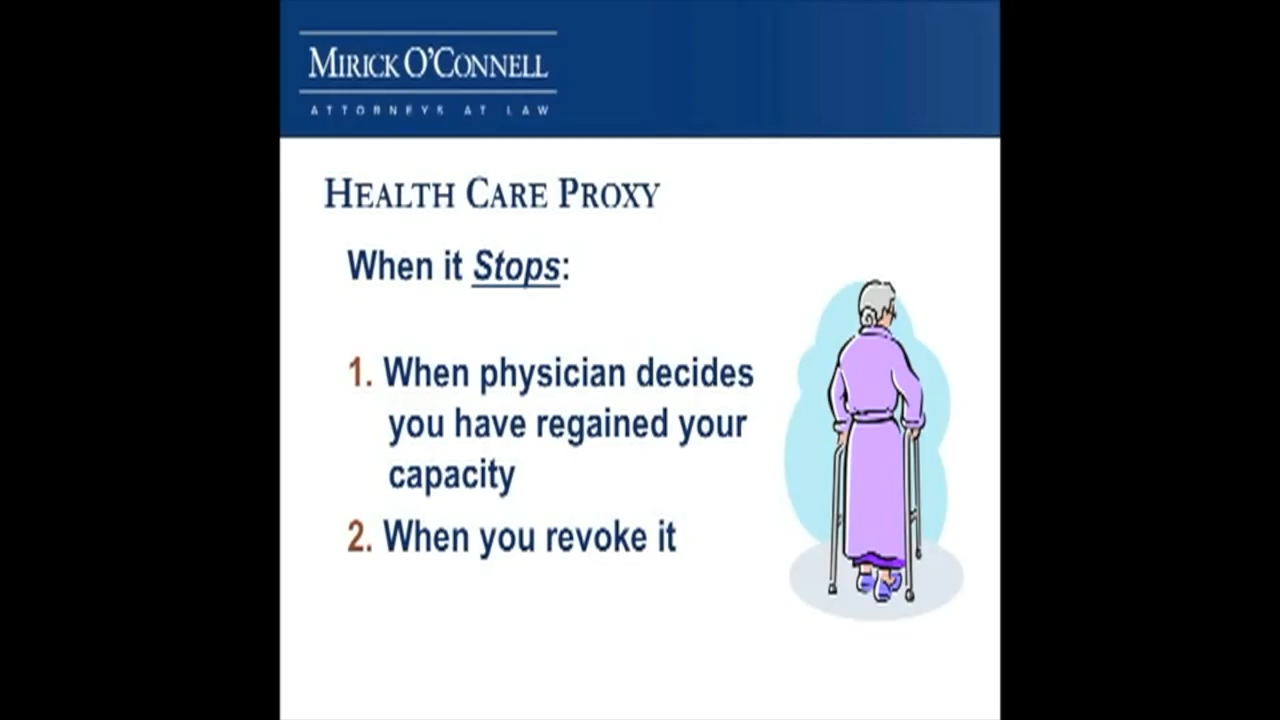 MIRICK O'CONNELL
ATTORNEYS AT LAW
HEALTH CARE PROXY
When it Stops:
1. When physician decides
you have regained your
capacity
2. When you revoke it